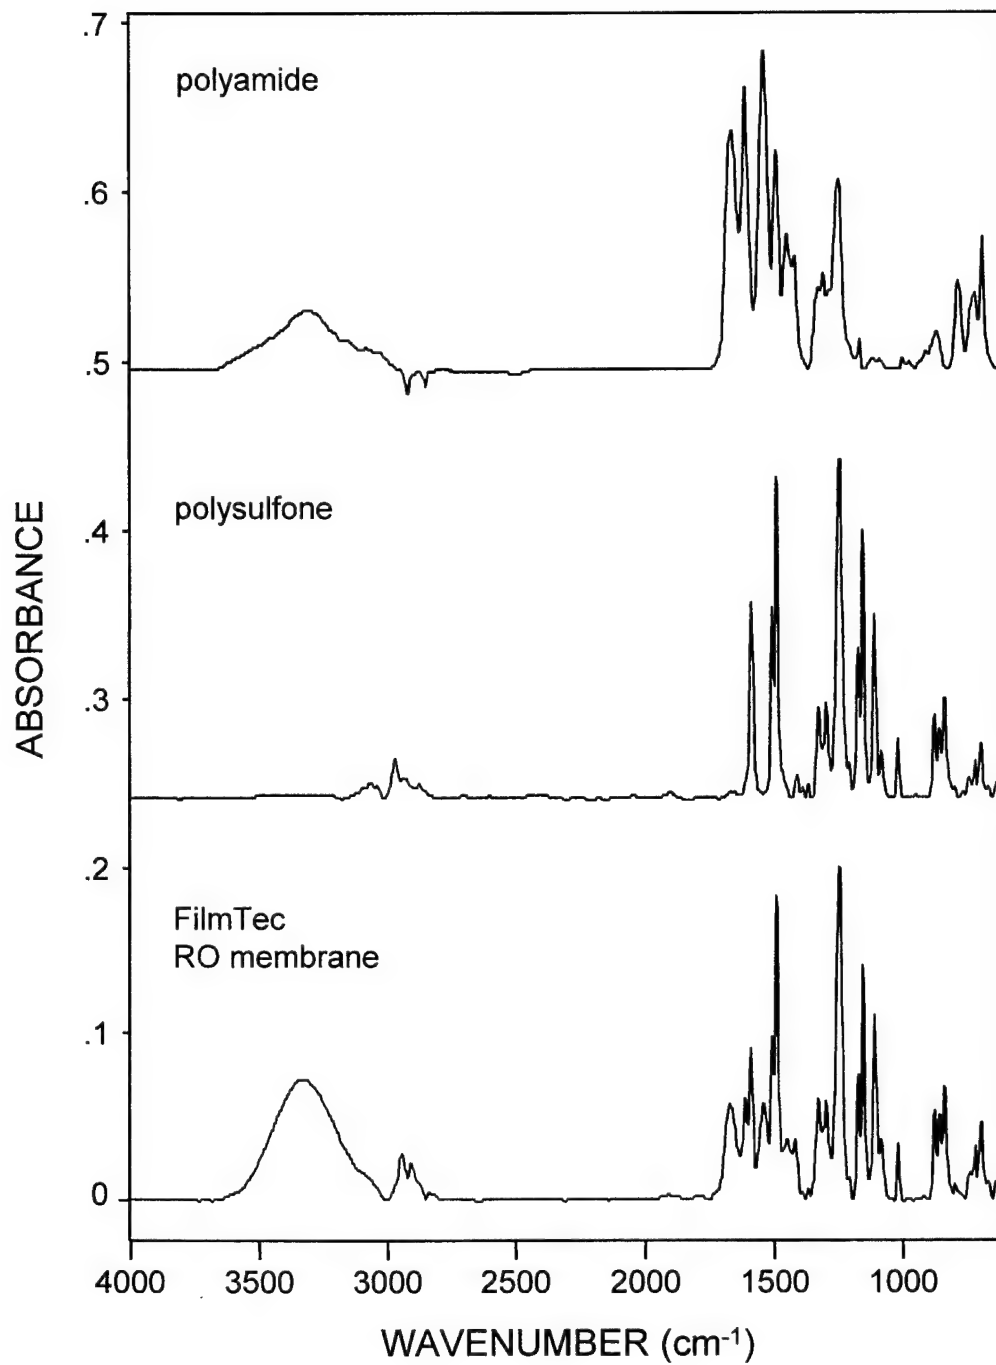 .7
polyamide
.6
.5
polysulfone
.4
.3
.2
FilmTec
RO membrane
.1
0
ABSORBANCE
4000 3500 3000 2500 2000 1500 1000
WAVENUMBER (cm-1)